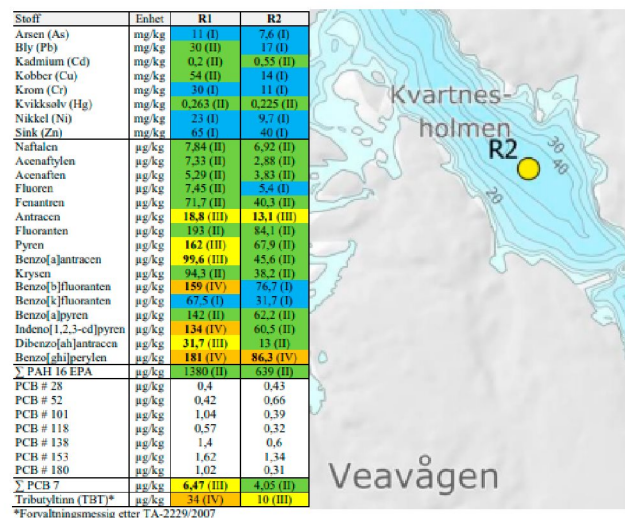 Stoff Enhet R1 R2
Arsen (As) mg/kg 11 (I) 7,6 (I)
Bly (Pb) mg/kg 30 (II) 17 (I)
Kadmium (Cd) mg/kg 0,2 (II) 0,55 (II)
Kobber (Cu) mg/kg 54 (II) 14 (I)
Krom (Cr) mg/kg 30 (I) 11 (I)
Kvikksølv (Hg) mg/kg 0,263 (II) 0,225 (II)
Nikkel (Ni) mg/kg 23 (I) 9,7 (I)
Sink (Zn) mg/kg 65 (I) 40 (I)
Naftalen µg/kg 7,84 (II) 6,92 (II)
Acenaftylen µg/kg 7,33 (II) 2,88 (II)
Acenaften µg/kg 5,29 (II) 3,83 (II)
Fluoren µg/kg 7,45 (II) 5,4 (I)
Fenantren µg/kg 71,7 (II) 40,3 (II)
Antracen µg/kg 18,8 (III) 13,1 (III)
Fluoranten µg/kg 193 (II) 84,1 (II)
Pyren µg/kg 162 (III) 67,9 (II)
Benzo[a]antracen µg/kg 99,6 (III) 45,6 (II)
Krysen µg/kg 94,3 (II) 38,2 (II)
Benzo[b]fluoranten µg/kg 159 (IV) 76,7 (I)
Benzo[k]fluoranten µg/kg 67,5 (I) 31,7 (I)
Benzo[a]pyren µg/kg 142 (II) 62,2 (II)
Indeno[1,2,3-cd]pyren µg/kg 134 (IV) 60,5 (II)
Dibenzo[ah]antracen µg/kg 31,7 (III) 13 (II)
Benzo[ghi]perylen µg/kg 181 (IV) 86,3 (IV)
∑ PAH 16 EPA µg/kg 1380 (II) 639 (II)
PCB # 28 µg/kg 0,4 0,43
PCB # 52 µg/kg 0,42 0,66
PCB # 101 µg/kg 1,04 0,39
PCB # 118 µg/kg 0,57 0,32
PCB # 138 µg/kg 1,4 0,6
PCB # 153 µg/kg 1,62 1,34
PCB # 180 µg/kg 1,02 0,31
∑ PCB 7 µg/kg 6,47 (III) 4,05 (II)
Tributyltinn (TBT)* µg/kg 34 (IV) 10 (III)
*Forvaltningsmessig etter TA-2229/2007
Kvartnes-
holmen
R2
30
40
20
Veavågen